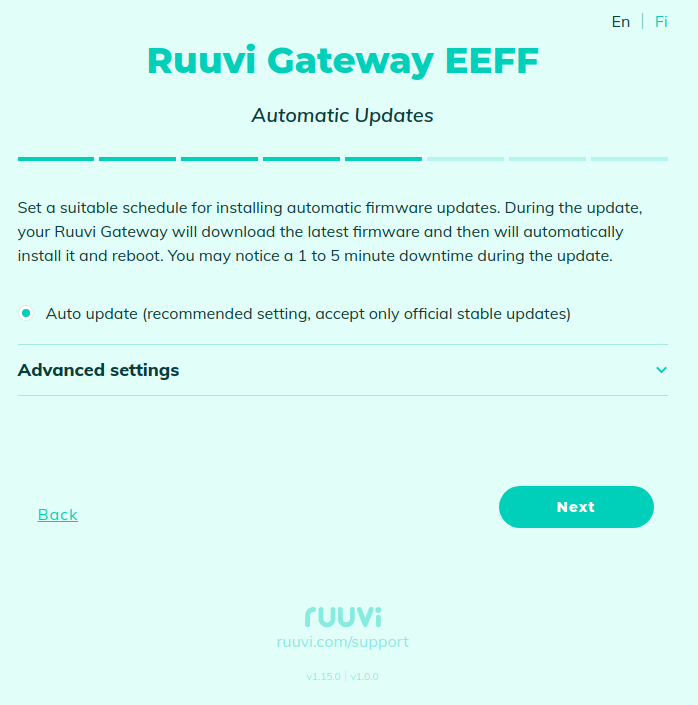 En | Fi
Ruuvi Gateway EEFF
Automatic Updates
Set a suitable schedule for installing automatic firmware updates. During the update,
your Ruuvi Gateway will download the latest firmware and then will automatically
install it and reboot. You may notice a 1 to 5 minute downtime during the update.
Auto update (recommended setting, accept only official stable updates)
Advanced settings
Back
Next
ruuvi
ruuvi.com/support
v1.15.0 | v1.0.0